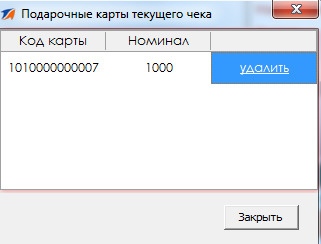 Подарочные карты текущего чека
Код карты Номинал
1010000000007 1000 удалить
Закрыть